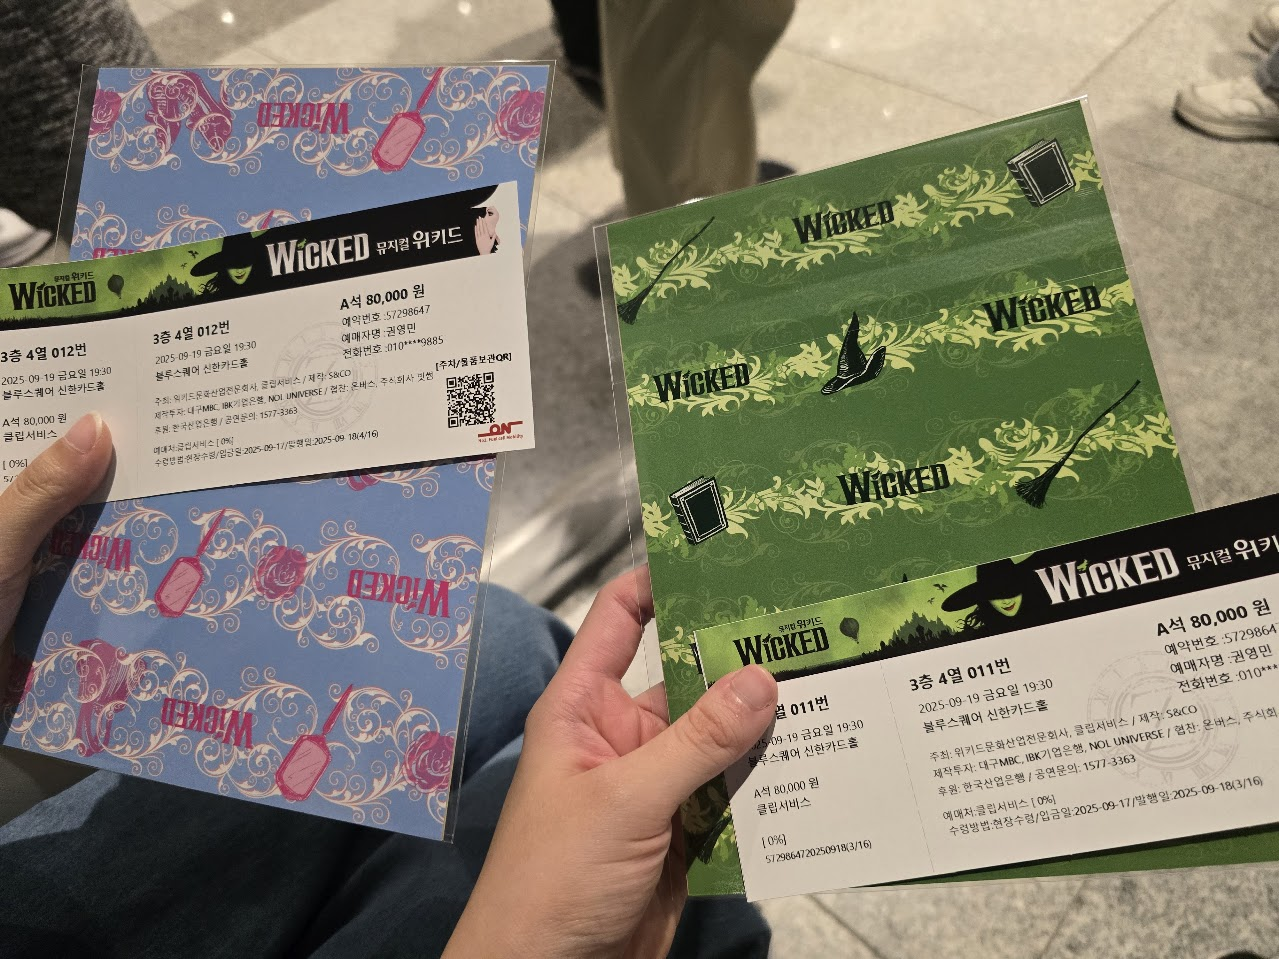 WICKED
WICKED
뮤지컬 위키드
WICKED
WICKED 뮤지컬 위키드
3층 4열 012번
2025-09-19 금요일 19:30
블루스퀘어 신한카드홀
A석 80,000 원
클립서비스
[ 0%]
3층 4열 012번
2025-09-19 금요일 19:30
블루스퀘어 신한카드홀
A석 80,000 원
예약번호 :57298647
예매자명 : 권영민
전화번호 :010****9885
주최: 위키드문화산업전문회사, 클립서비스 / 제작: S&CO
제작투자: 대구MBC, IBK기업은행, NOL UNIVERSE / 협찬: 온버스, 주식회사 밋썸
후원: 한국산업은행 / 공연문의: 1577-3363
예매처:클립서비스 [ 0%]
수령방법:현장수령/입금일:2025-09-17/발행일:2025-09-18(4/16)
[주차/물품보관QR]
ON
No.1. Fuel cell Mobility
WICKED
WICKED
WICKED
WICKED
WICKED
WICKED
WICKED
뮤지컬 위키드
WICKED
WICKED 뮤지컬 위키
열 011번
-09-19 금요일 19:30
블루스퀘어 신한카드홀
A석 80,000 원
클립서비스
[ 0%]
5729864720250918(3/16)
3층 4열 011번
2025-09-19 금요일 19:30
블루스퀘어 신한카드홀
A석 80,000 원
예약번호 :5729864
예매자명 : 권영민
전화번호 :010***
주최: 위키드문화산업전문회사, 클립서비스 / 제작: S&CO
제작투자: 대구MBC, IBK기업은행, NOL UNIVERSE / 협찬: 온버스, 주식회
후원: 한국산업은행 / 공연문의: 1577-3363
예매처:클립서비스 [ 0%]
수령방법:현장수령/입금일:2025-09-17/발행일:2025-09-18(3/16)